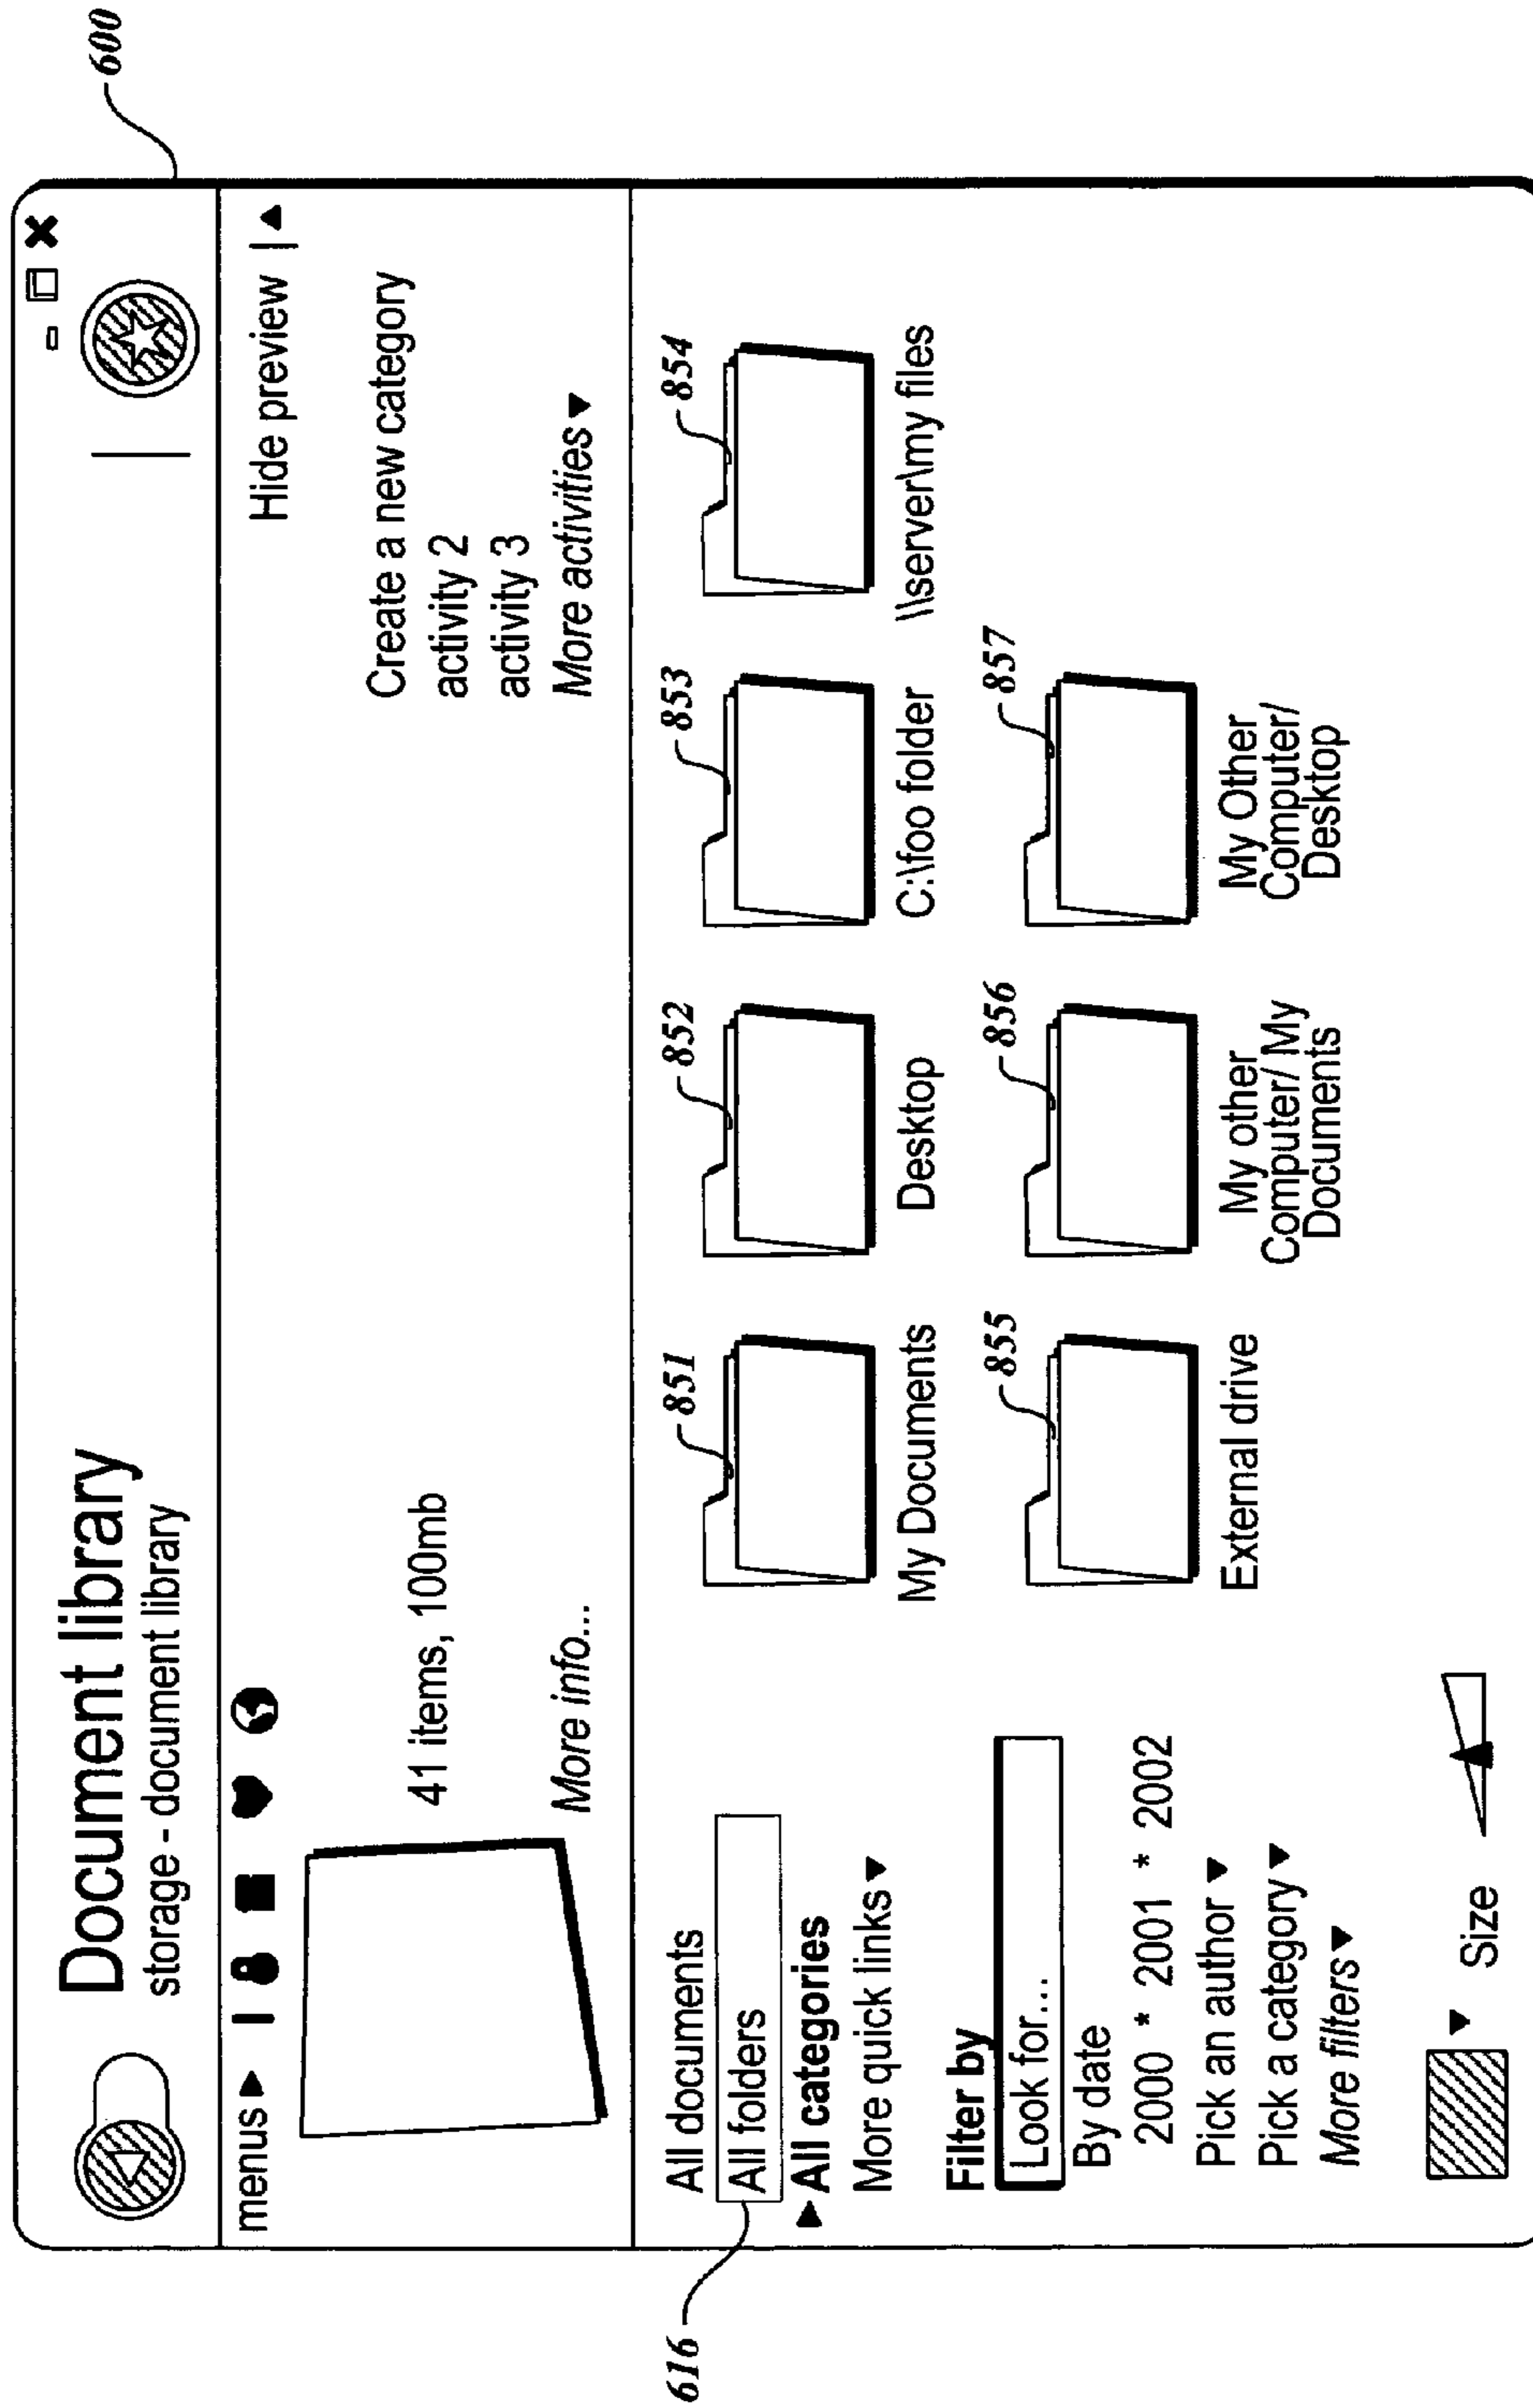 600
Document library
storage - document library
menus
Hide preview
41 items, 100mb
More info...
Create a new category
activity 2
activity 3
More activities
616
All documents
All folders
All categories
More quick links
Filter by
Look for...
By date
2000 * 2001 * 2002
Pick an author
Pick a category
More filters
Size
851
My Documents
852
Desktop
853
C:\foo folder
854
\\server\my files
855
External drive
856
My other
Computer/ My
Documents
857
My Other
Computer/
Desktop